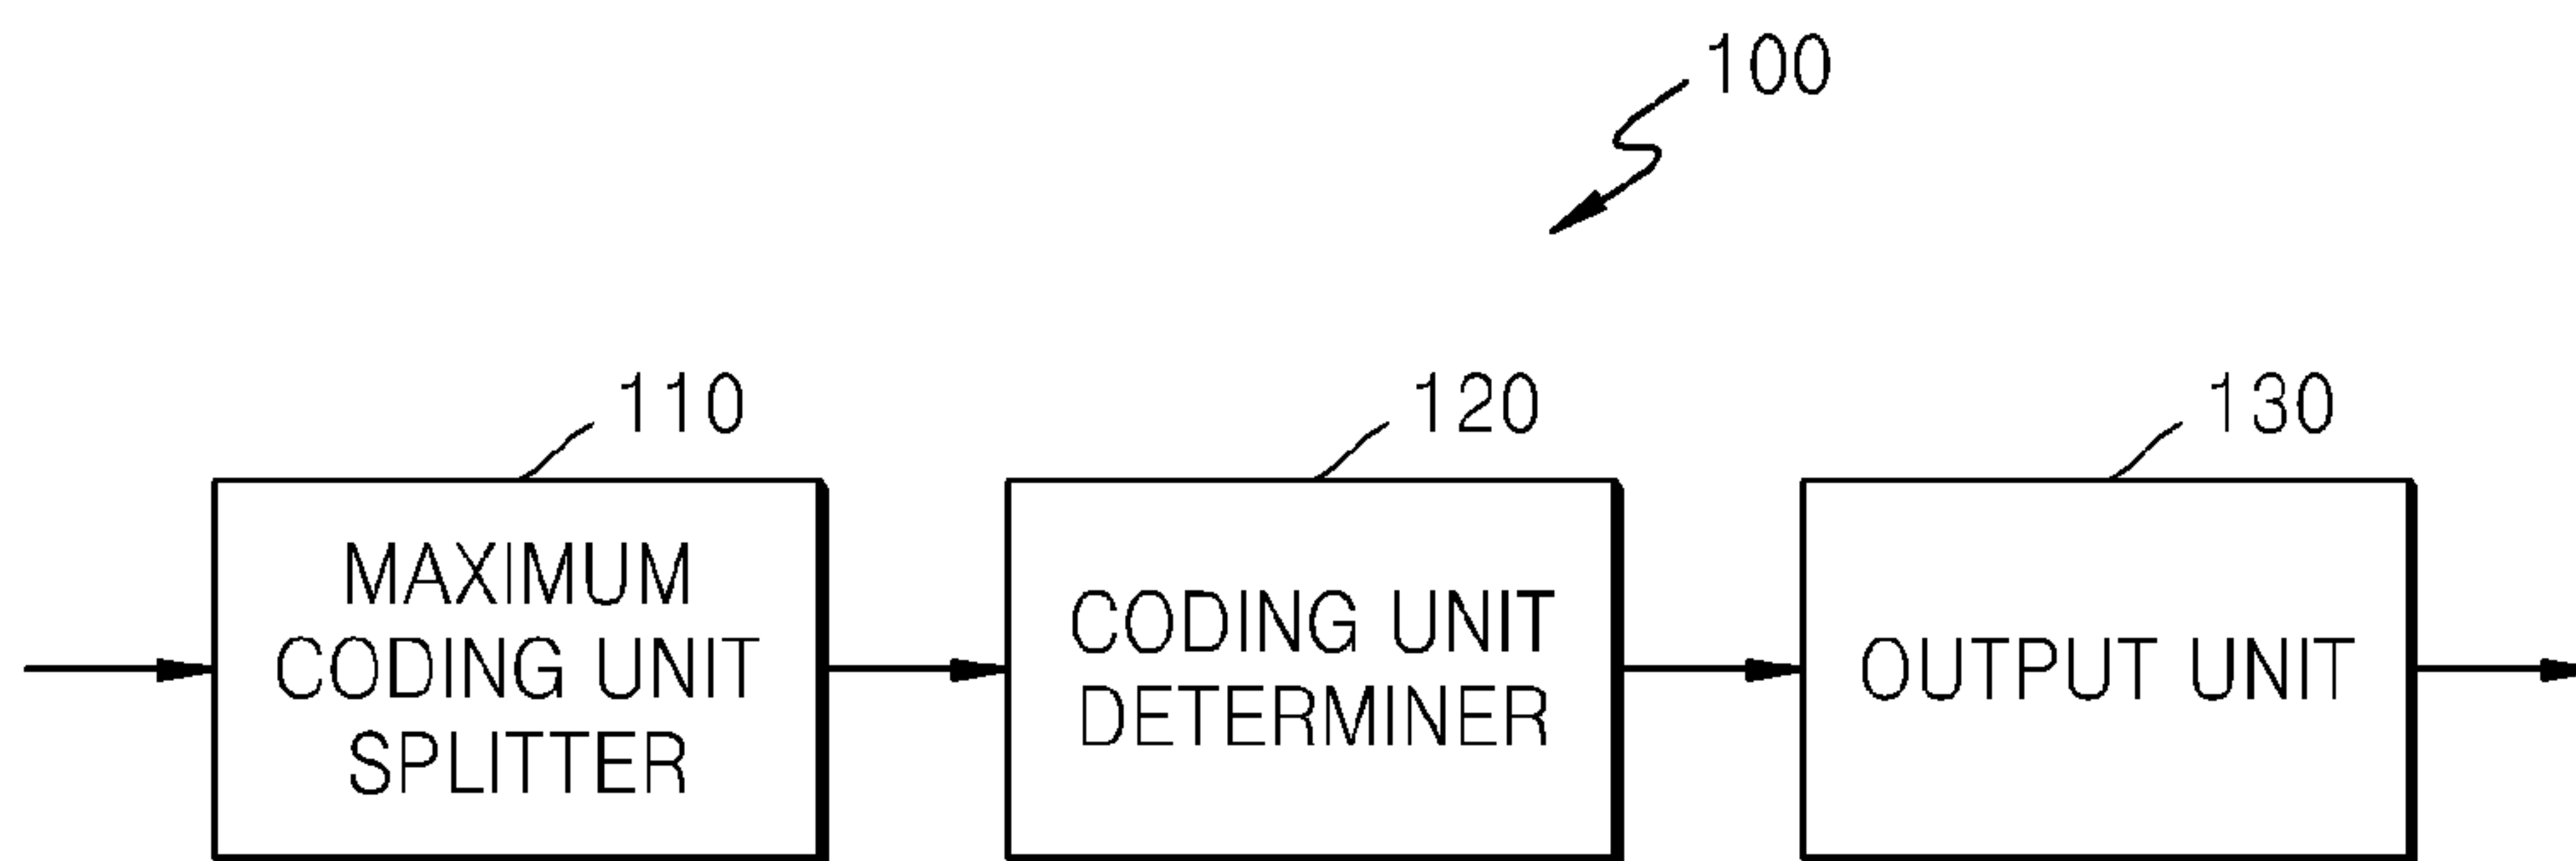 100
110
120
130
MAXIMUM
CODING UNIT
SPLITTER
CODING UNIT
DETERMINER
OUTPUT UNIT